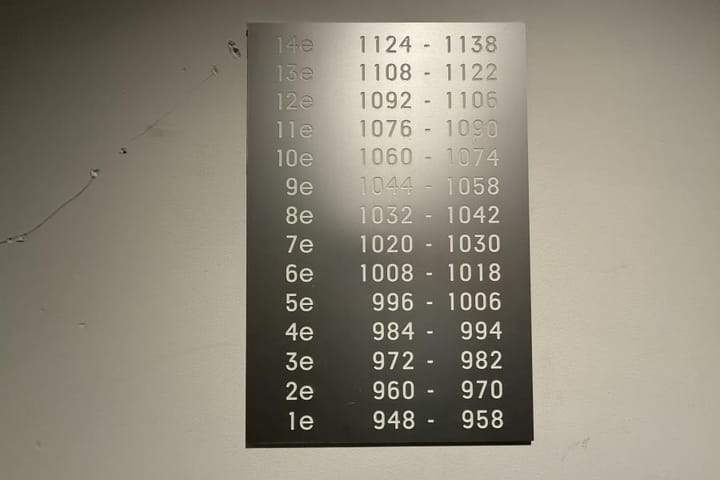 14e 1124 - 1138
13e 1108 - 1122
12e 1092 - 1106
11e 1076 - 1090
10e 1060 - 1074
9e 1044 - 1058
8e 1032 - 1042
7e 1020 - 1030
6e 1008 - 1018
5e 996 - 1006
4e 984 - 994
3e 972 - 982
2e 960 - 970
1e 948 - 958